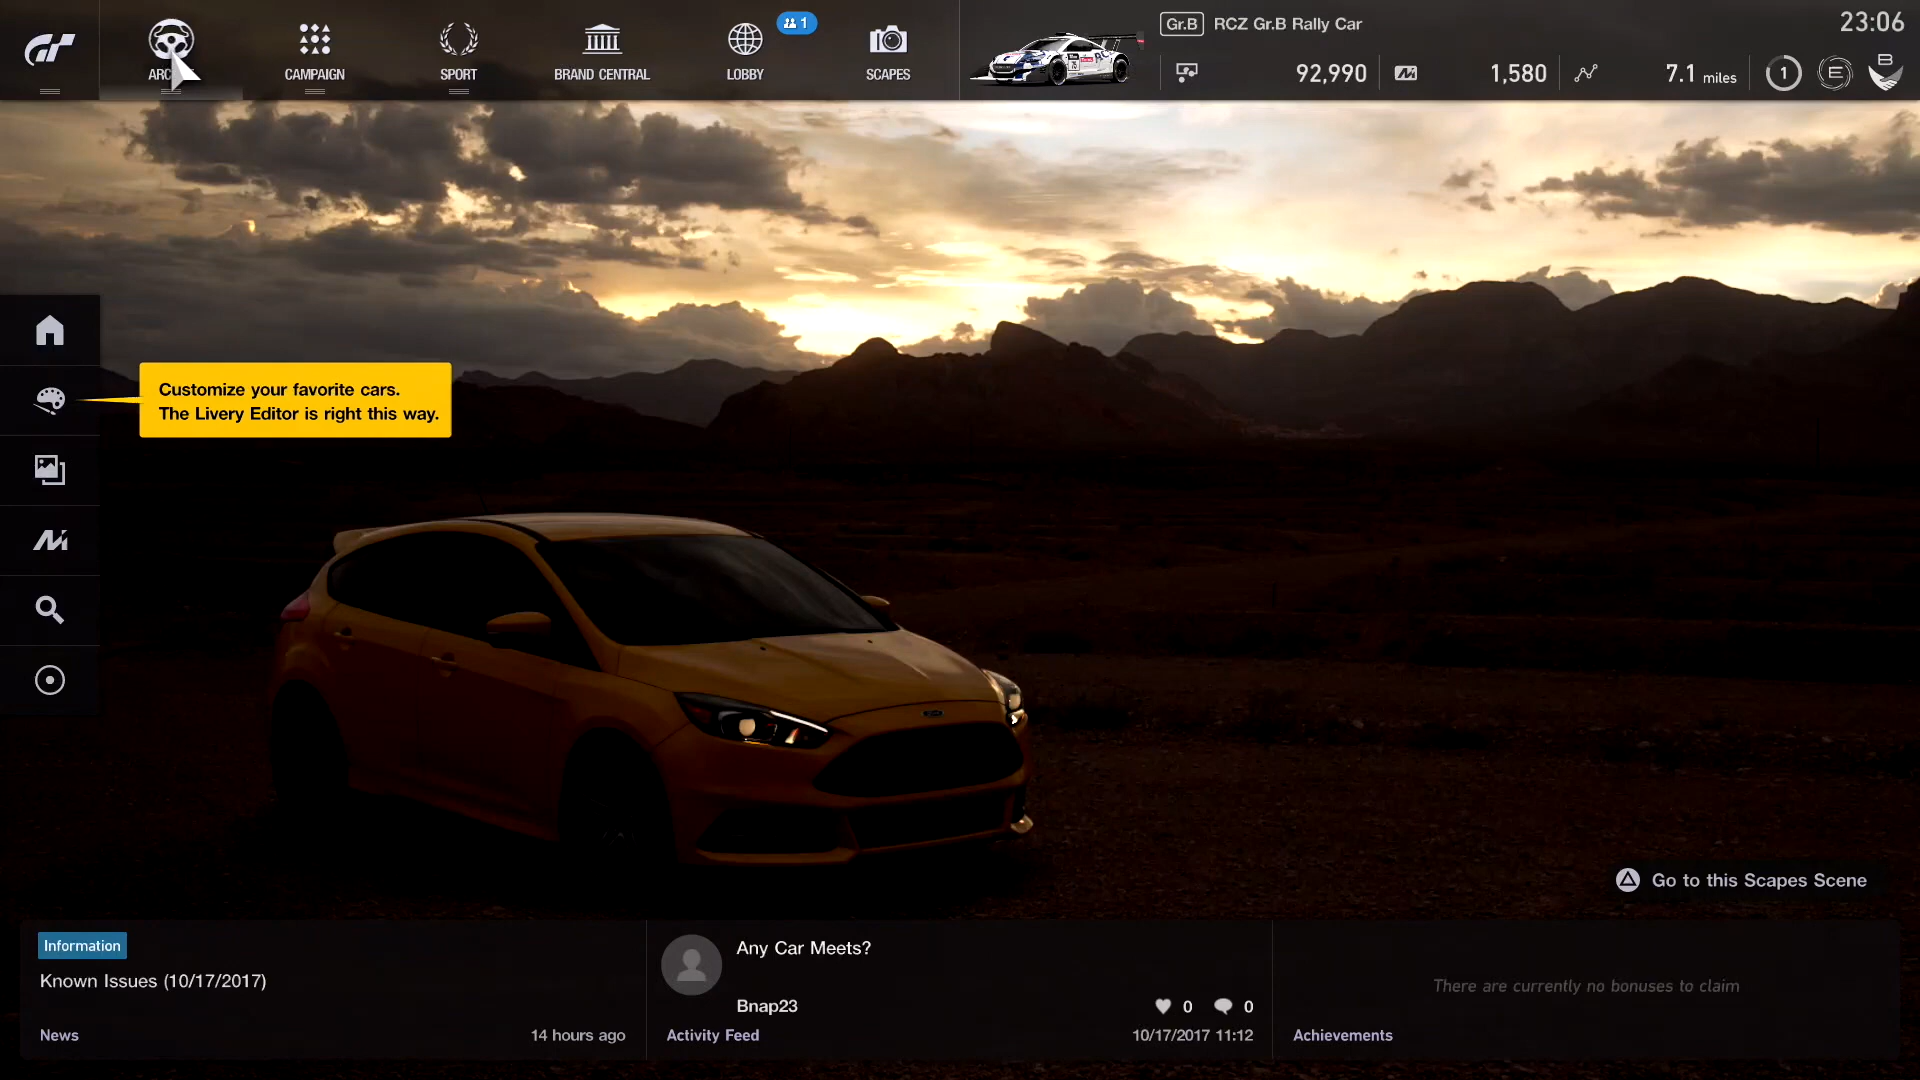 ARC
CAMPAIGN
SPORT
BRAND CENTRAL
LOBBY
1
SCAPES
Gr.B RCZ Gr.B Rally Car
23:06
92,990
1,580
7.1 miles
1
E
B
Customize your favorite cars.
The Livery Editor is right this way.
Go to this Scapes Scene
Information
Known Issues (10/17/2017)
News
14 hours ago
Any Car Meets?
Bnap23
0
0
Activity Feed
10/17/2017 11:12
There are currently no bonuses to claim
Achievements